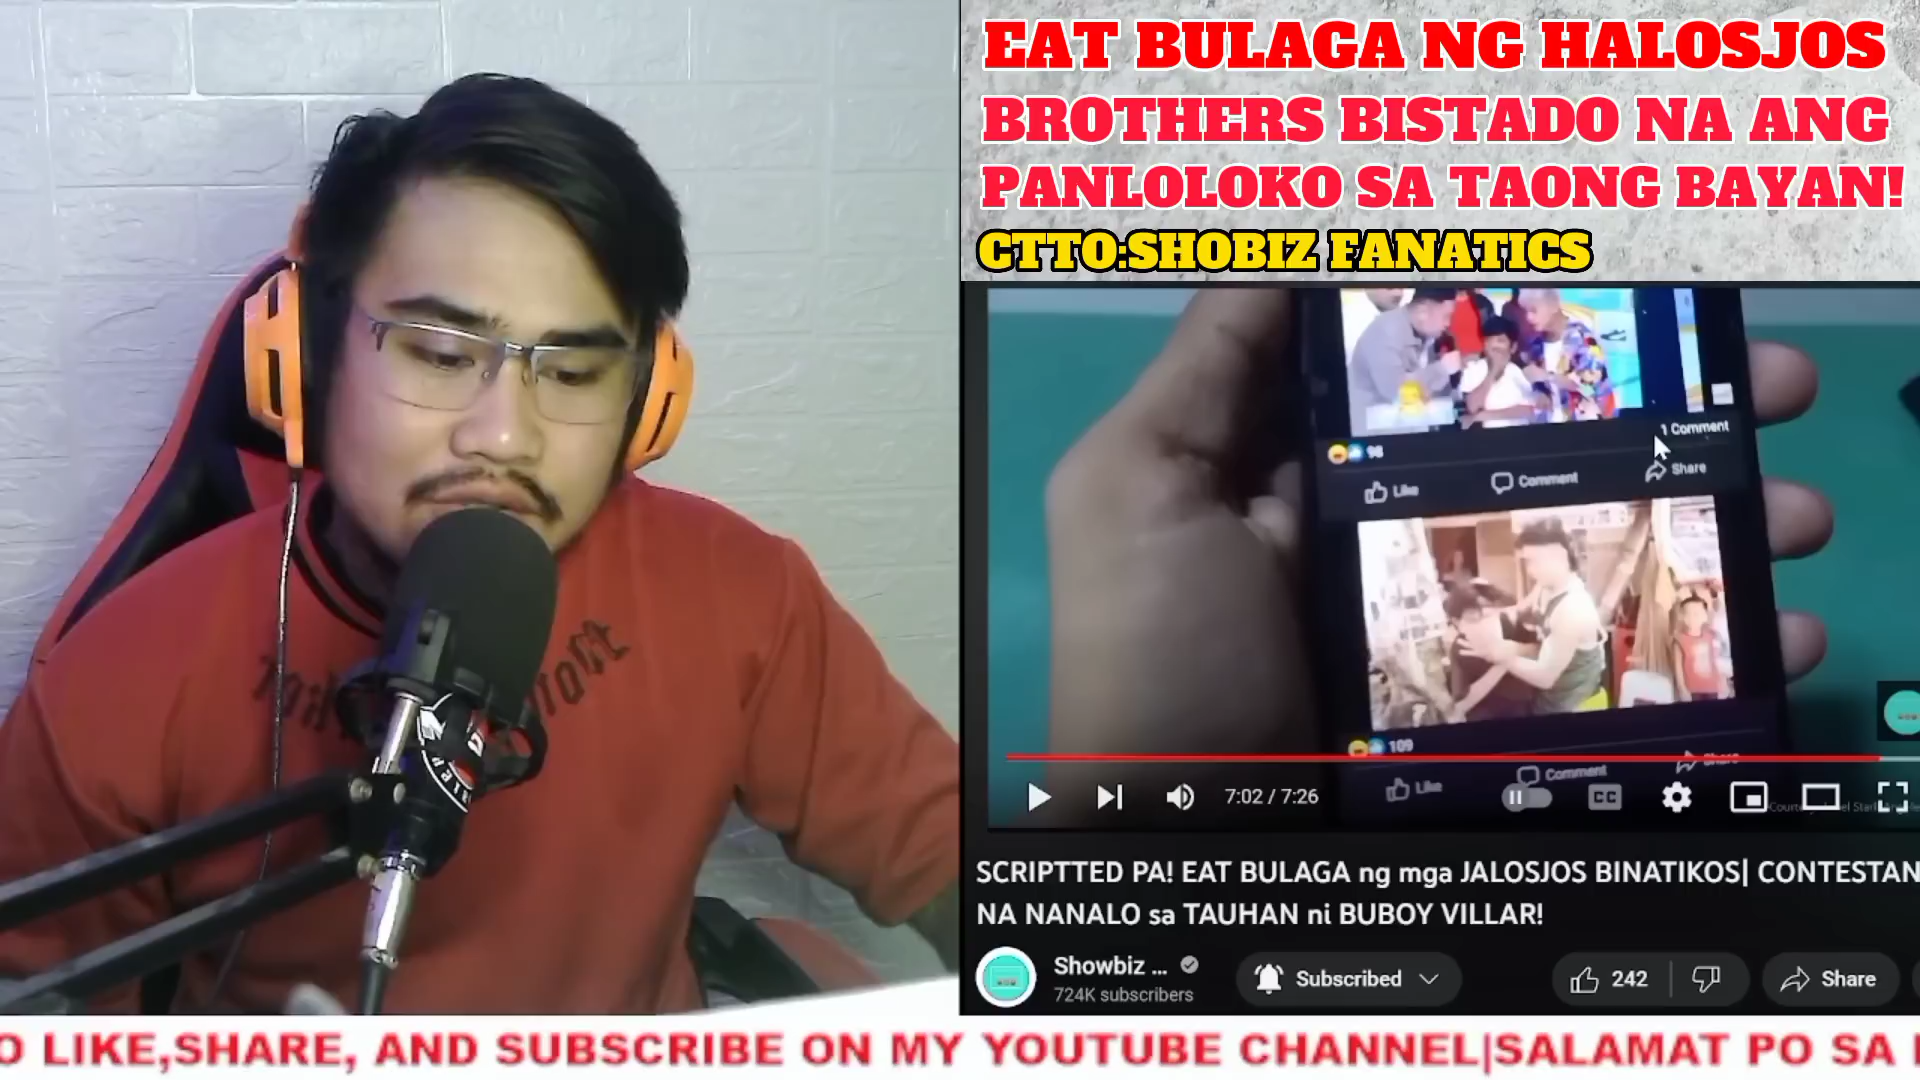 EAT BULAGA NG HALOSJOS
BROTHERS BISTADO NA ANG
PANLOLOKO SA TAONG BAYAN!
CTTO:SHOBIZ FANATICS
1 Comment
98
Like
Comment
Share
109
Like
Comment
Share
7:02 / 7:26
CC
SCRIPTTED PA! EAT BULAGA ng mga JALOSJOS BINATIKOS| CONTESTAN
NA NANALO sa TAUHAN ni BUBOY VILLAR!
Showbiz ...
724K subscribers
Subscribed
242
Share
O LIKE,SHARE, AND SUBSCRIBE ON MY YOUTUBE CHANNEL|SALAMAT PO SA